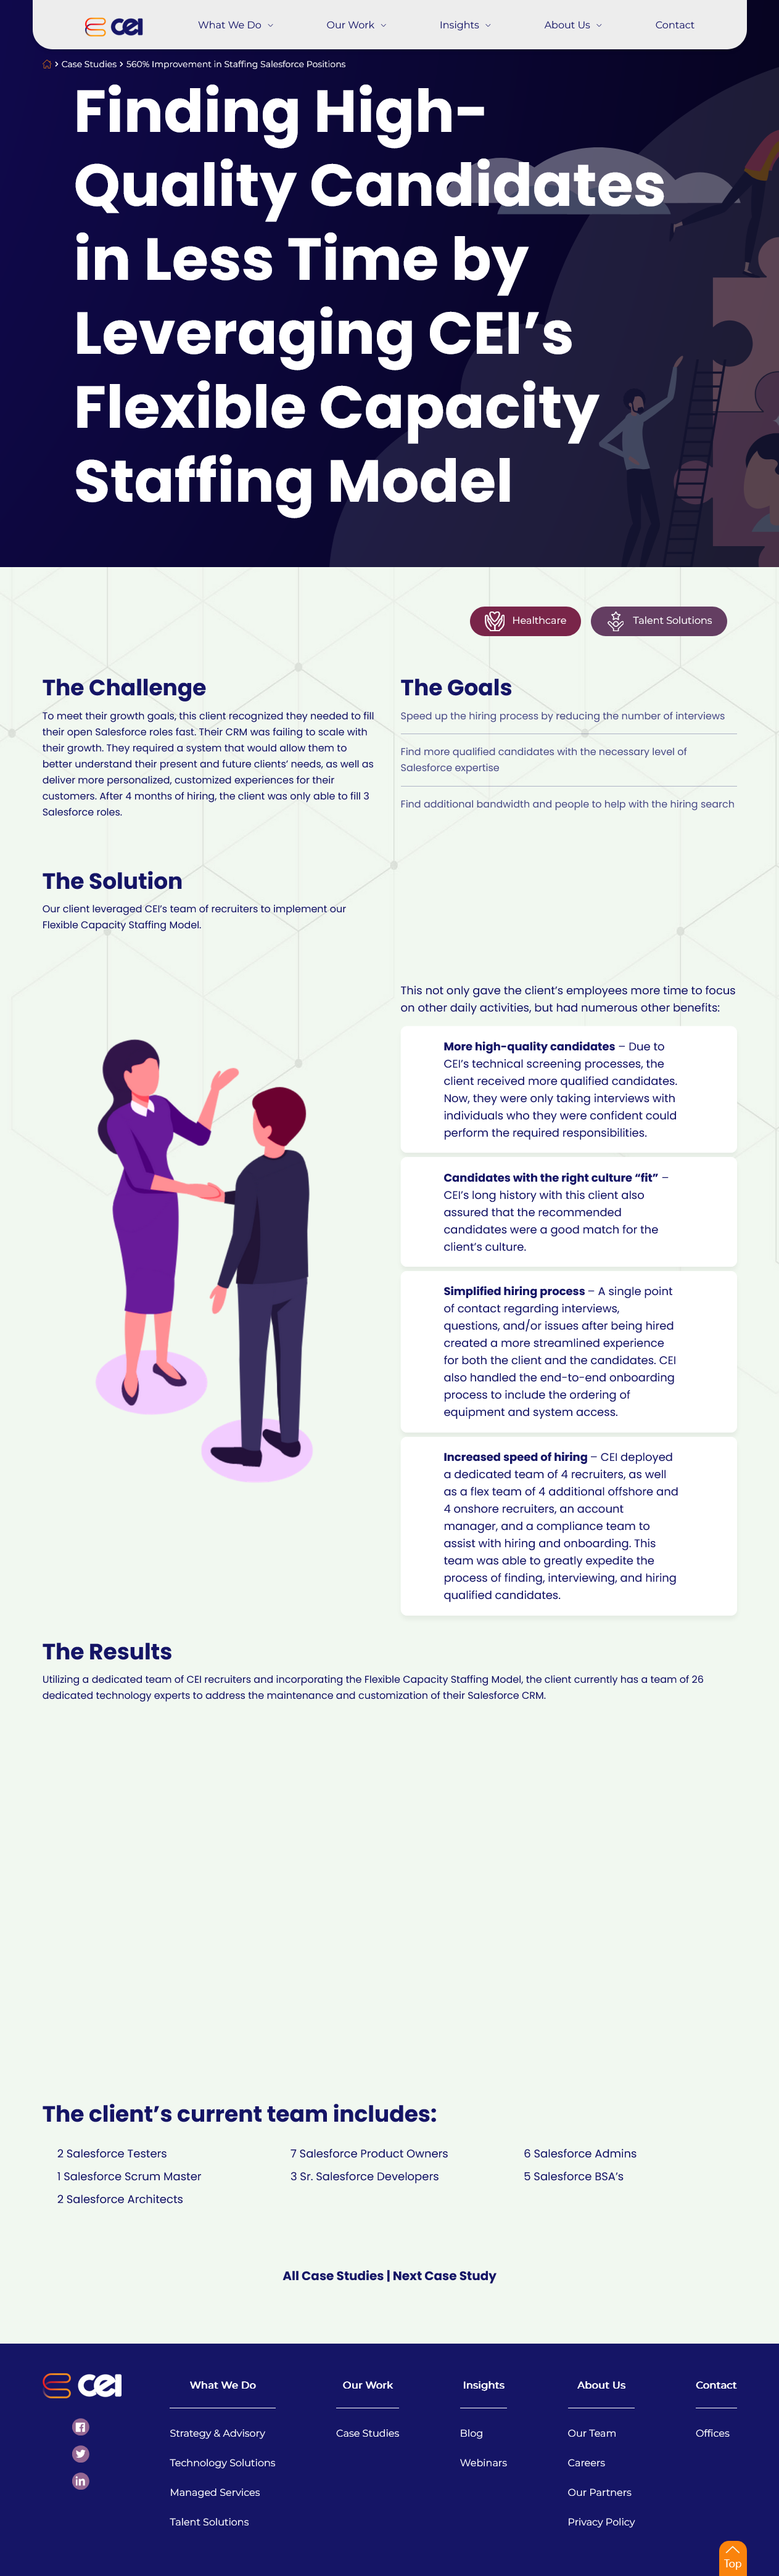 CEI
What We Do
Our Work
Insights
About Us
Contact
Case Studies > 560% Improvement in Staffing Salesforce Positions
Finding High-
Quality Candidates
in Less Time by
Leveraging CEI’s
Flexible Capacity
Staffing Model
Healthcare
Talent Solutions
The Challenge
To meet their growth goals, this client recognized they needed to fill
their open Salesforce roles fast. Their CRM was failing to scale with
their growth. They required a system that would allow them to
better understand their present and future clients’ needs, as well as
deliver more personalized, customized experiences for their
customers. After 4 months of hiring, the client was only able to fill 3
Salesforce roles.
The Goals
Speed up the hiring process by reducing the number of interviews
Find more qualified candidates with the necessary level of
Salesforce expertise
Find additional bandwidth and people to help with the hiring search
The Solution
Our client leveraged CEI’s team of recruiters to implement our
Flexible Capacity Staffing Model.
This not only gave the client’s employees more time to focus
on other daily activities, but had numerous other benefits:
More high-quality candidates – Due to
CEI’s technical screening processes, the
client received more qualified candidates.
Now, they were only taking interviews with
individuals who they were confident could
perform the required responsibilities.
Candidates with the right culture “fit” –
CEI’s long history with this client also
assured that the recommended
candidates were a good match for the
client’s culture.
Simplified hiring process – A single point
of contact regarding interviews,
questions, and/or issues after being hired
created a more streamlined experience
for both the client and the candidates. CEI
also handled the end-to-end onboarding
process to include the ordering of
equipment and system access.
Increased speed of hiring – CEI deployed
a dedicated team of 4 recruiters, as well
as a flex team of 4 additional offshore and
4 onshore recruiters, an account
manager, and a compliance team to
assist with hiring and onboarding. This
team was able to greatly expedite the
process of finding, interviewing, and hiring
qualified candidates.
The Results
Utilizing a dedicated team of CEI recruiters and incorporating the Flexible Capacity Staffing Model, the client currently has a team of 26
dedicated technology experts to address the maintenance and customization of their Salesforce CRM.
The client’s current team includes:
2 Salesforce Testers
7 Salesforce Product Owners
6 Salesforce Admins
1 Salesforce Scrum Master
3 Sr. Salesforce Developers
5 Salesforce BSA’s
2 Salesforce Architects
All Case Studies | Next Case Study
CEI
What We Do
Strategy & Advisory
Technology Solutions
Managed Services
Talent Solutions
Our Work
Case Studies
Insights
Blog
Webinars
About Us
Our Team
Careers
Our Partners
Privacy Policy
Contact
Offices
Top